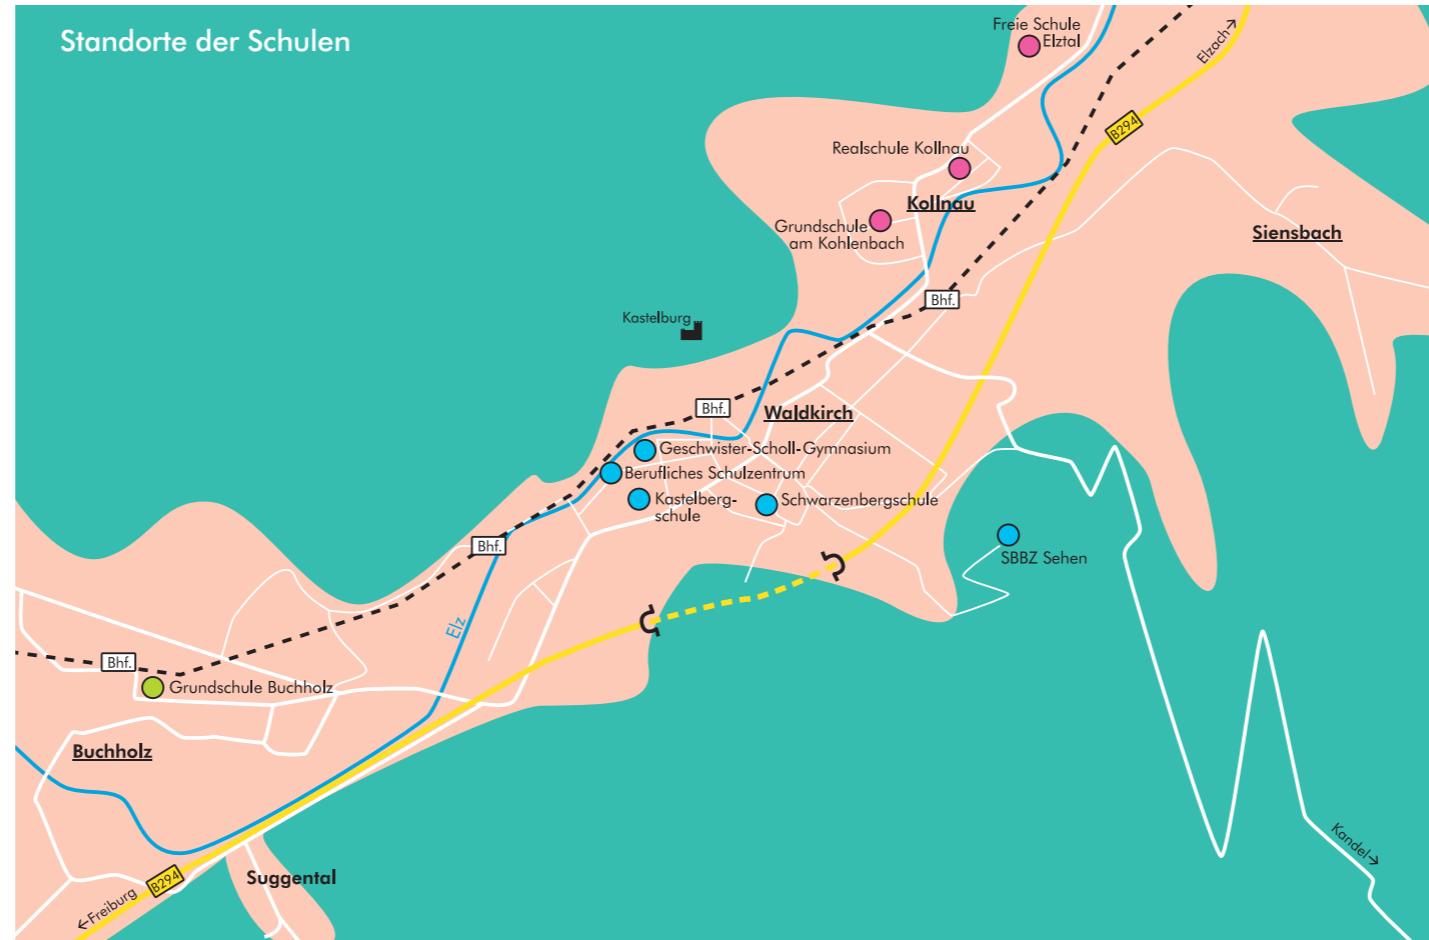 Standorte der Schulen
Freie Schule
Elztal
Elzach→
B294
Realschule Kollnau
Kollnau
Grundschule
am Kohlenbach
Siensbach
Bhf.
Kastelburg
Bhf.
Waldkirch
Geschwister-Scholl-Gymnasium
Berufliches Schulzentrum
Kastelberg-
schule
Schwarzenbergschule
Bhf.
SBBZ Sehen
Elz
Bhf.
Grundschule Buchholz
Buchholz
Kandel→
Suggental
B294
←Freiburg